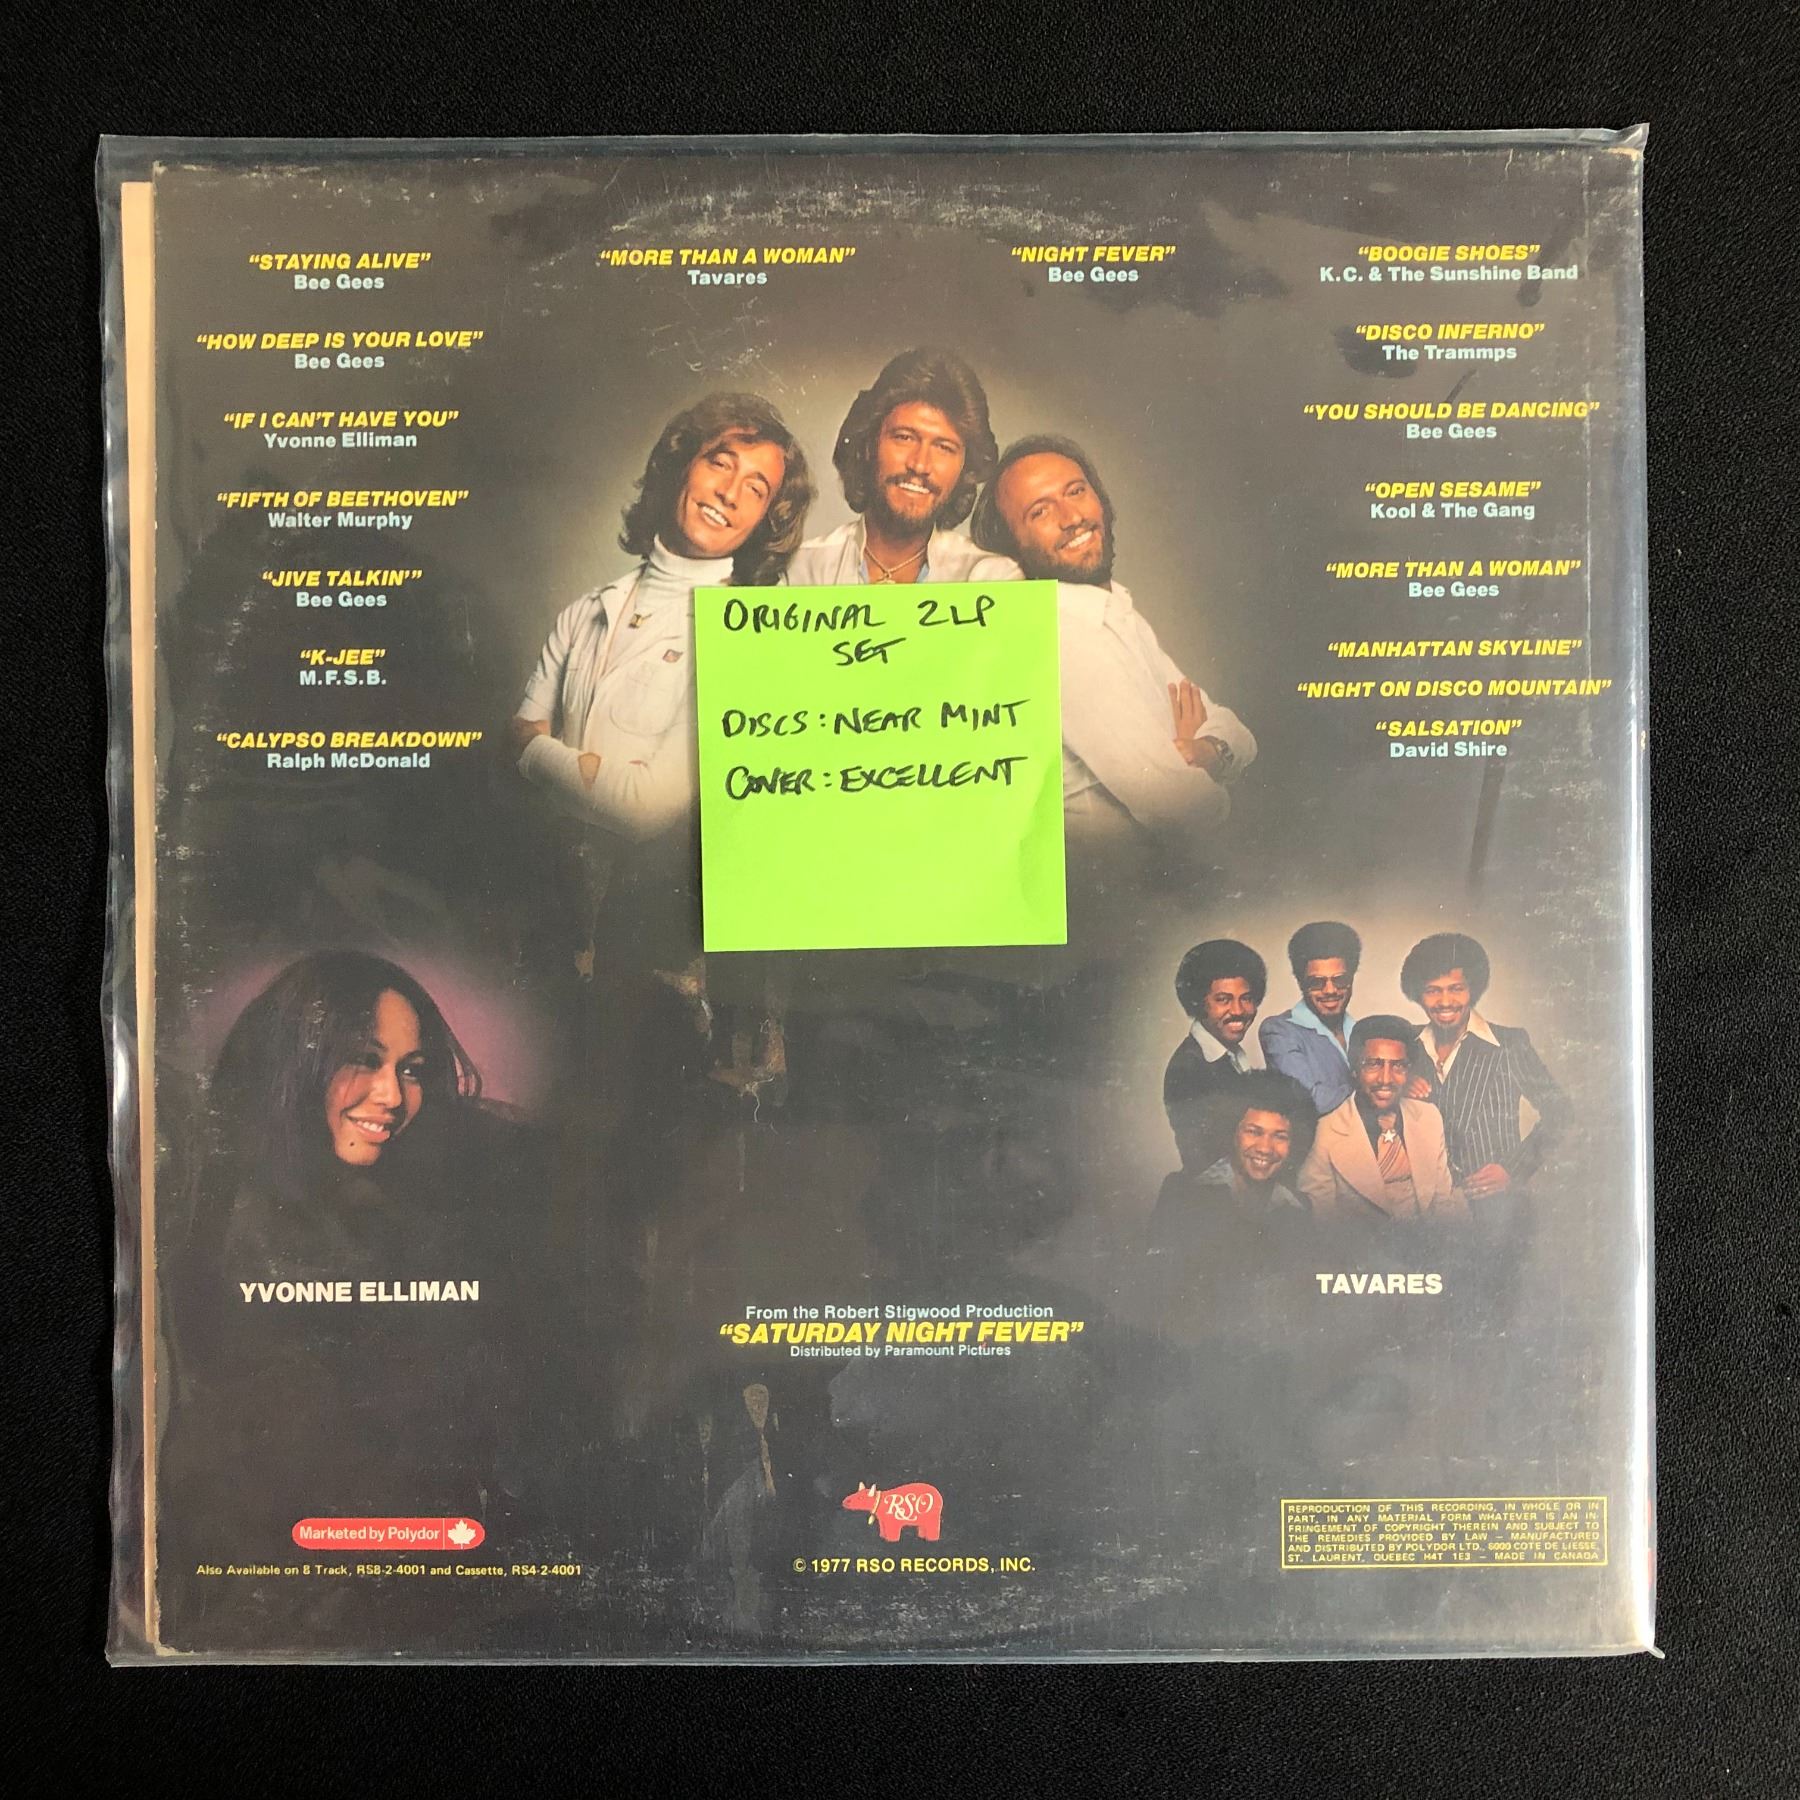 “STAYING ALIVE”
Bee Gees
“HOW DEEP IS YOUR LOVE”
Bee Gees
“IF I CAN’T HAVE YOU”
Yvonne Elliman
“FIFTH OF BEETHOVEN”
Walter Murphy
“JIVE TALKIN’”
Bee Gees
“K-JEE”
M.F.S.B.
“CALYPSO BREAKDOWN”
Ralph McDonald
“MORE THAN A WOMAN”
Tavares
“NIGHT FEVER”
Bee Gees
“BOOGIE SHOES”
K.C. & The Sunshine Band
“DISCO INFERNO”
The Trammps
“YOU SHOULD BE DANCING”
Bee Gees
“OPEN SESAME”
Kool & The Gang
“MORE THAN A WOMAN”
Bee Gees
“MANHATTAN SKYLINE”
“NIGHT ON DISCO MOUNTAIN”
“SALSATION”
David Shire
ORIGINAL 2LP
SET
DISCS: NEAR MINT
COVER: EXCELLENT
YVONNE ELLIMAN
TAVARES
From the Robert Stigwood Production
“SATURDAY NIGHT FEVER”
Distributed by Paramount Pictures
Marketed by Polydor
Also Available on 8 Track, RS8-2-4001 and Cassette, RS4-2-4001
RSO
© 1977 RSO RECORDS, INC.
REPRODUCTION OF THIS RECORDING, IN WHOLE OR IN
PART, IN ANY MATERIAL FORM WHATEVER IS AN IN-
FRINGEMENT OF COPYRIGHT THEREIN AND SUBJECT TO
THE REMEDIES PROVIDED BY LAW — MANUFACTURED
AND DISTRIBUTED BY POLYDOR LTD., 6000 COTE DE LIESSE,
ST. LAURENT, QUEBEC H4T 1E3 — MADE IN CANADA